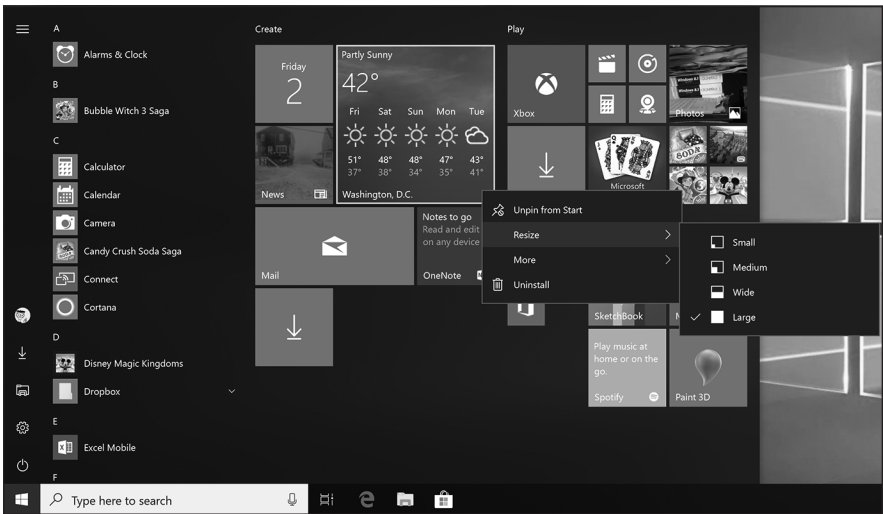 A
Alarms & Clock
B
Bubble Witch 3 Saga
C
Calculator
Calendar
Camera
Candy Crush Soda Saga
Connect
Cortana
D
Disney Magic Kingdoms
Dropbox
E
Excel Mobile
F
Type here to search
Create
Friday
2
Partly Sunny
42°
Fri Sat Sun Mon Tue
51° 48° 48° 47° 43°
37° 38° 34° 35° 41°
Washington, D.C.
News
Mail
Notes to go
Read and edit
on any device
OneNote
Play
Xbox
Photos
Microsoft
SODA
Unpin from Start
Resize
More
Uninstall
Small
Medium
Wide
Large
SketchBook
M
Play music at
home or on the
go.
Spotify
Paint 3D